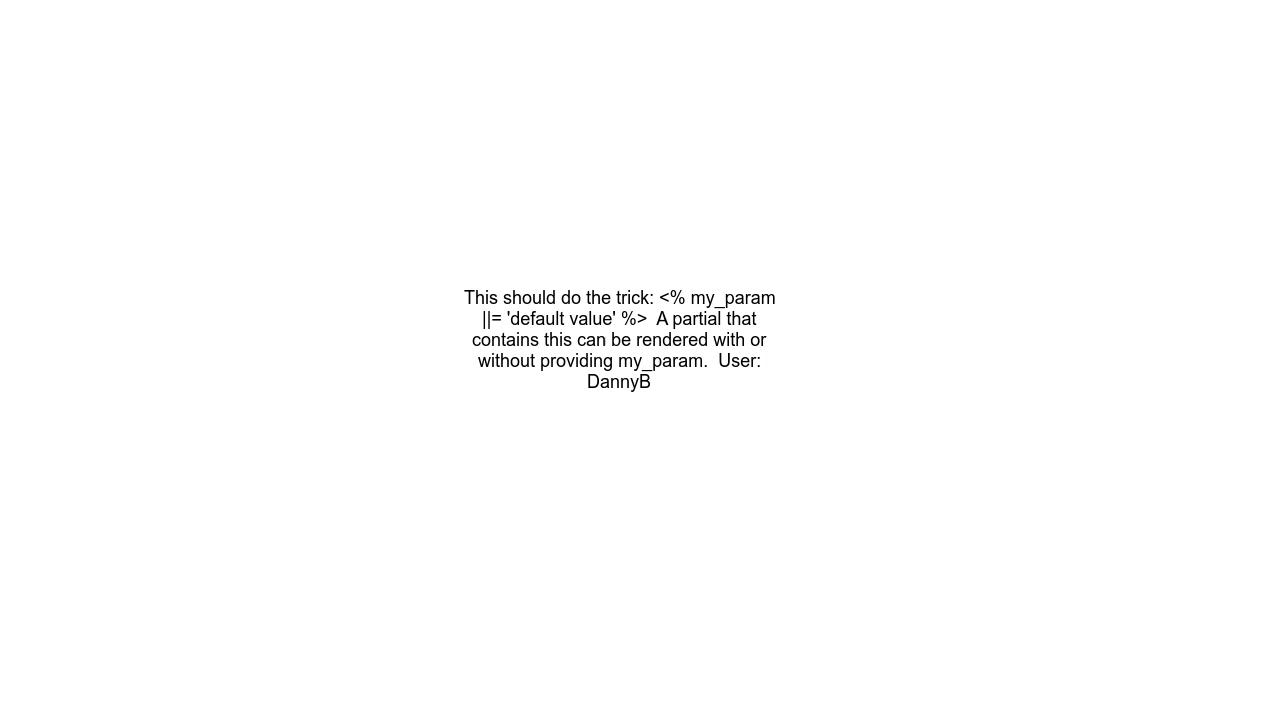 This should do the trick: <% my_param
||= 'default value' %>  A partial that
contains this can be rendered with or
without providing my_param.  User:
DannyB